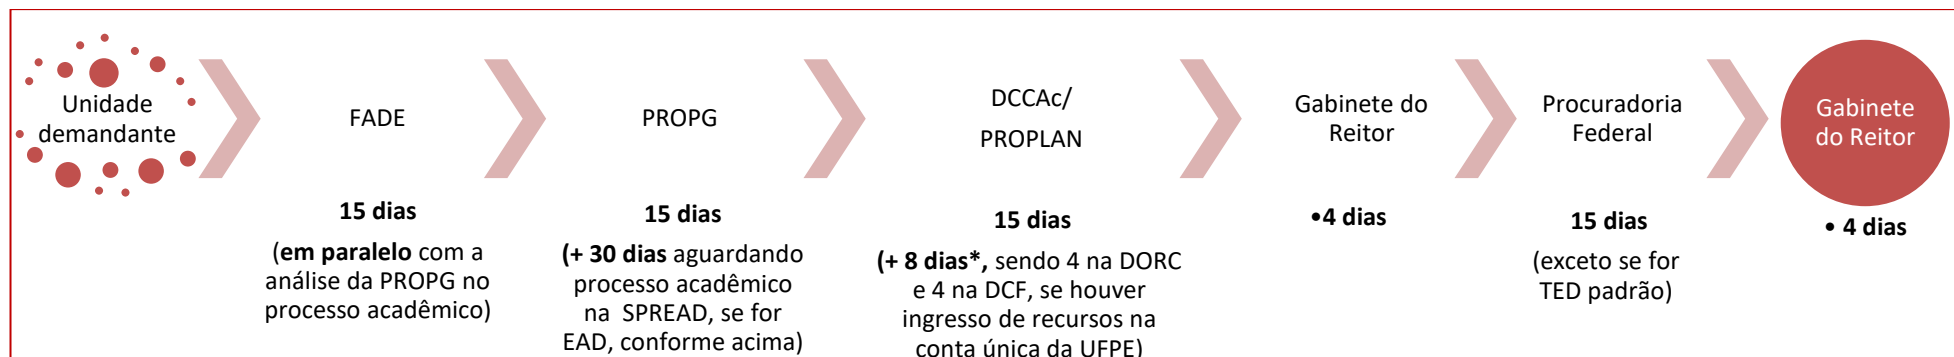 Unidade
demandante
FADE
15 dias
(em paralelo com a
análise da PROPG no
processo acadêmico)
PROPG
15 dias
(+ 30 dias aguardando
processo acadêmico
na SPREAD, se for
EAD, conforme acima)
DCCAc/
PROPLAN
15 dias
(+ 8 dias*, sendo 4 na DORC
e 4 na DCF, se houver
ingresso de recursos na
conta única da UFPE)
Gabinete do
Reitor
•4 dias
Procuradoria
Federal
15 dias
(exceto se for
TED padrão)
Gabinete
do Reitor
• 4 dias